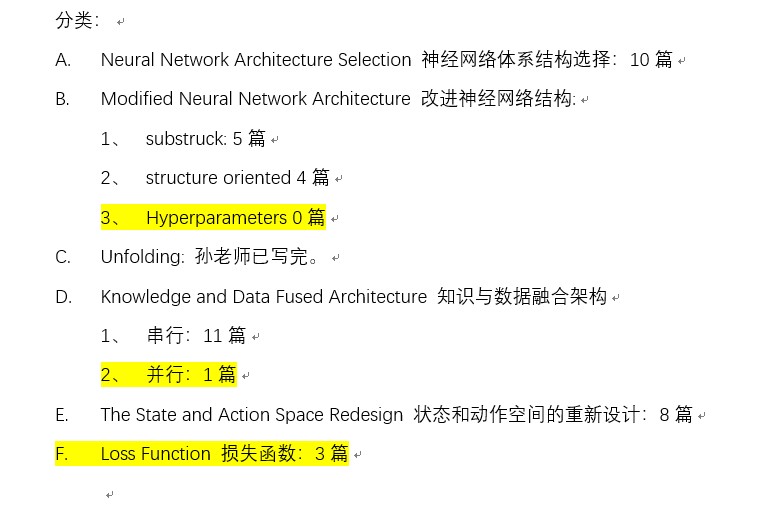 分类：
A. Neural Network Architecture Selection 神经网络体系结构选择：10 篇
B. Modified Neural Network Architecture 改进神经网络结构:
1、 substruck: 5 篇
2、 structure oriented 4 篇
3、 Hyperparameters 0 篇
C. Unfolding: 孙老师已写完。
D. Knowledge and Data Fused Architecture 知识与数据融合架构
1、 串行：11 篇
2、 并行：1 篇
E. The State and Action Space Redesign 状态和动作空间的重新设计：8 篇
F. Loss Function 损失函数：3 篇